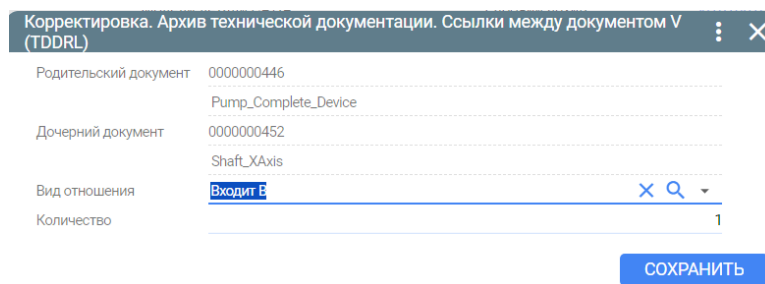 Корректировка. Архив технической документации. Ссылки между документом V
(TDDRL)
Родительский документ 0000000446
Pump_Complete_Device
Дочерний документ 0000000452
Shaft_XAxis
Вид отношения Входит В
Количество 1
СОХРАНИТЬ